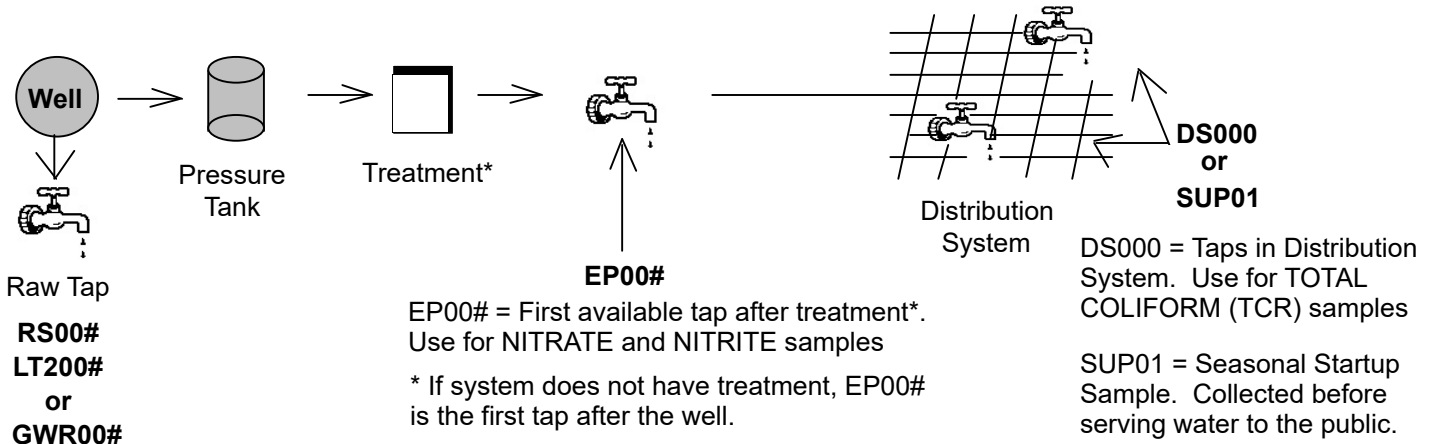 Well
Raw Tap
RS00#
LT200#
or
GWR00#
Pressure
Tank
Treatment*
EP00#
EP00# = First available tap after treatment*.
Use for NITRATE and NITRITE samples
* If system does not have treatment, EP00#
is the first tap after the well.
Distribution
System
DS000
or
SUP01
DS000 = Taps in Distribution
System. Use for TOTAL
COLIFORM (TCR) samples
SUP01 = Seasonal Startup
Sample. Collected before
serving water to the public.